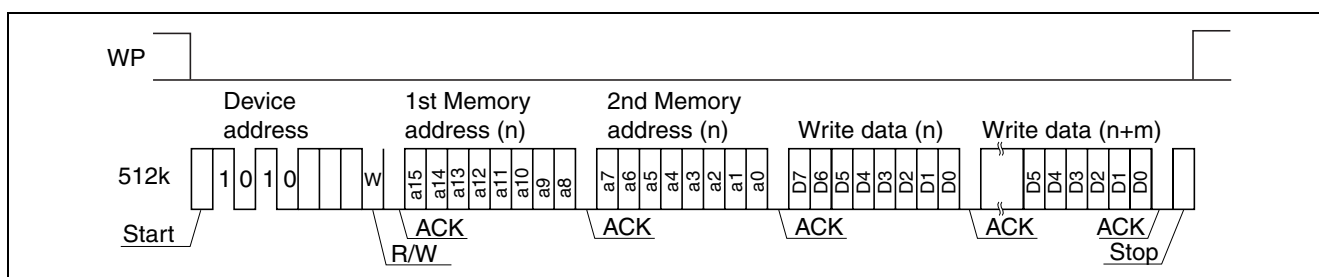 WP
Device address
1st Memory address (n)
2nd Memory address (n)
Write data (n)
Write data (n+m)
512k
1 0 1 0
W
a15 a14 a13 a12 a11 a10 a9 a8
a7 a6 a5 a4 a3 a2 a1 a0
D7 D6 D5 D4 D3 D2 D1 D0
D5 D4 D3 D2 D1 D0
Start
R/W
ACK
ACK
ACK
ACK
ACK
Stop